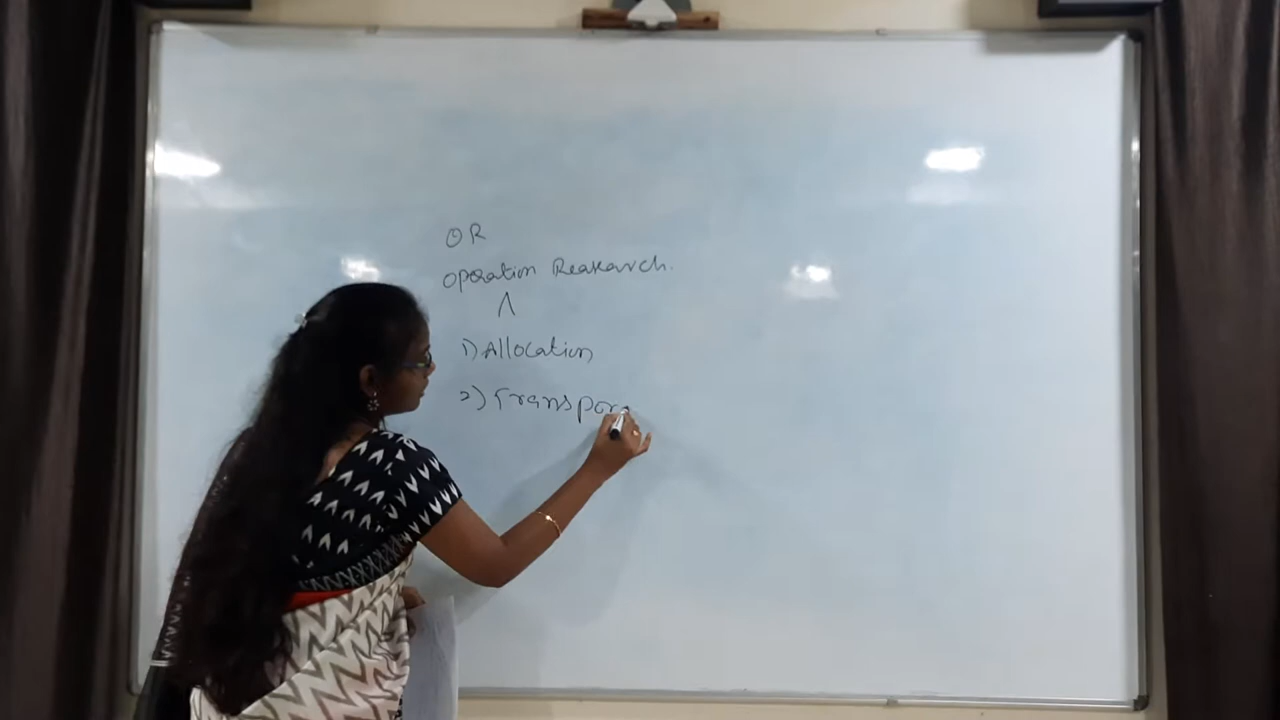 OR
Operation Research.
1) Allocation
2) Transpor